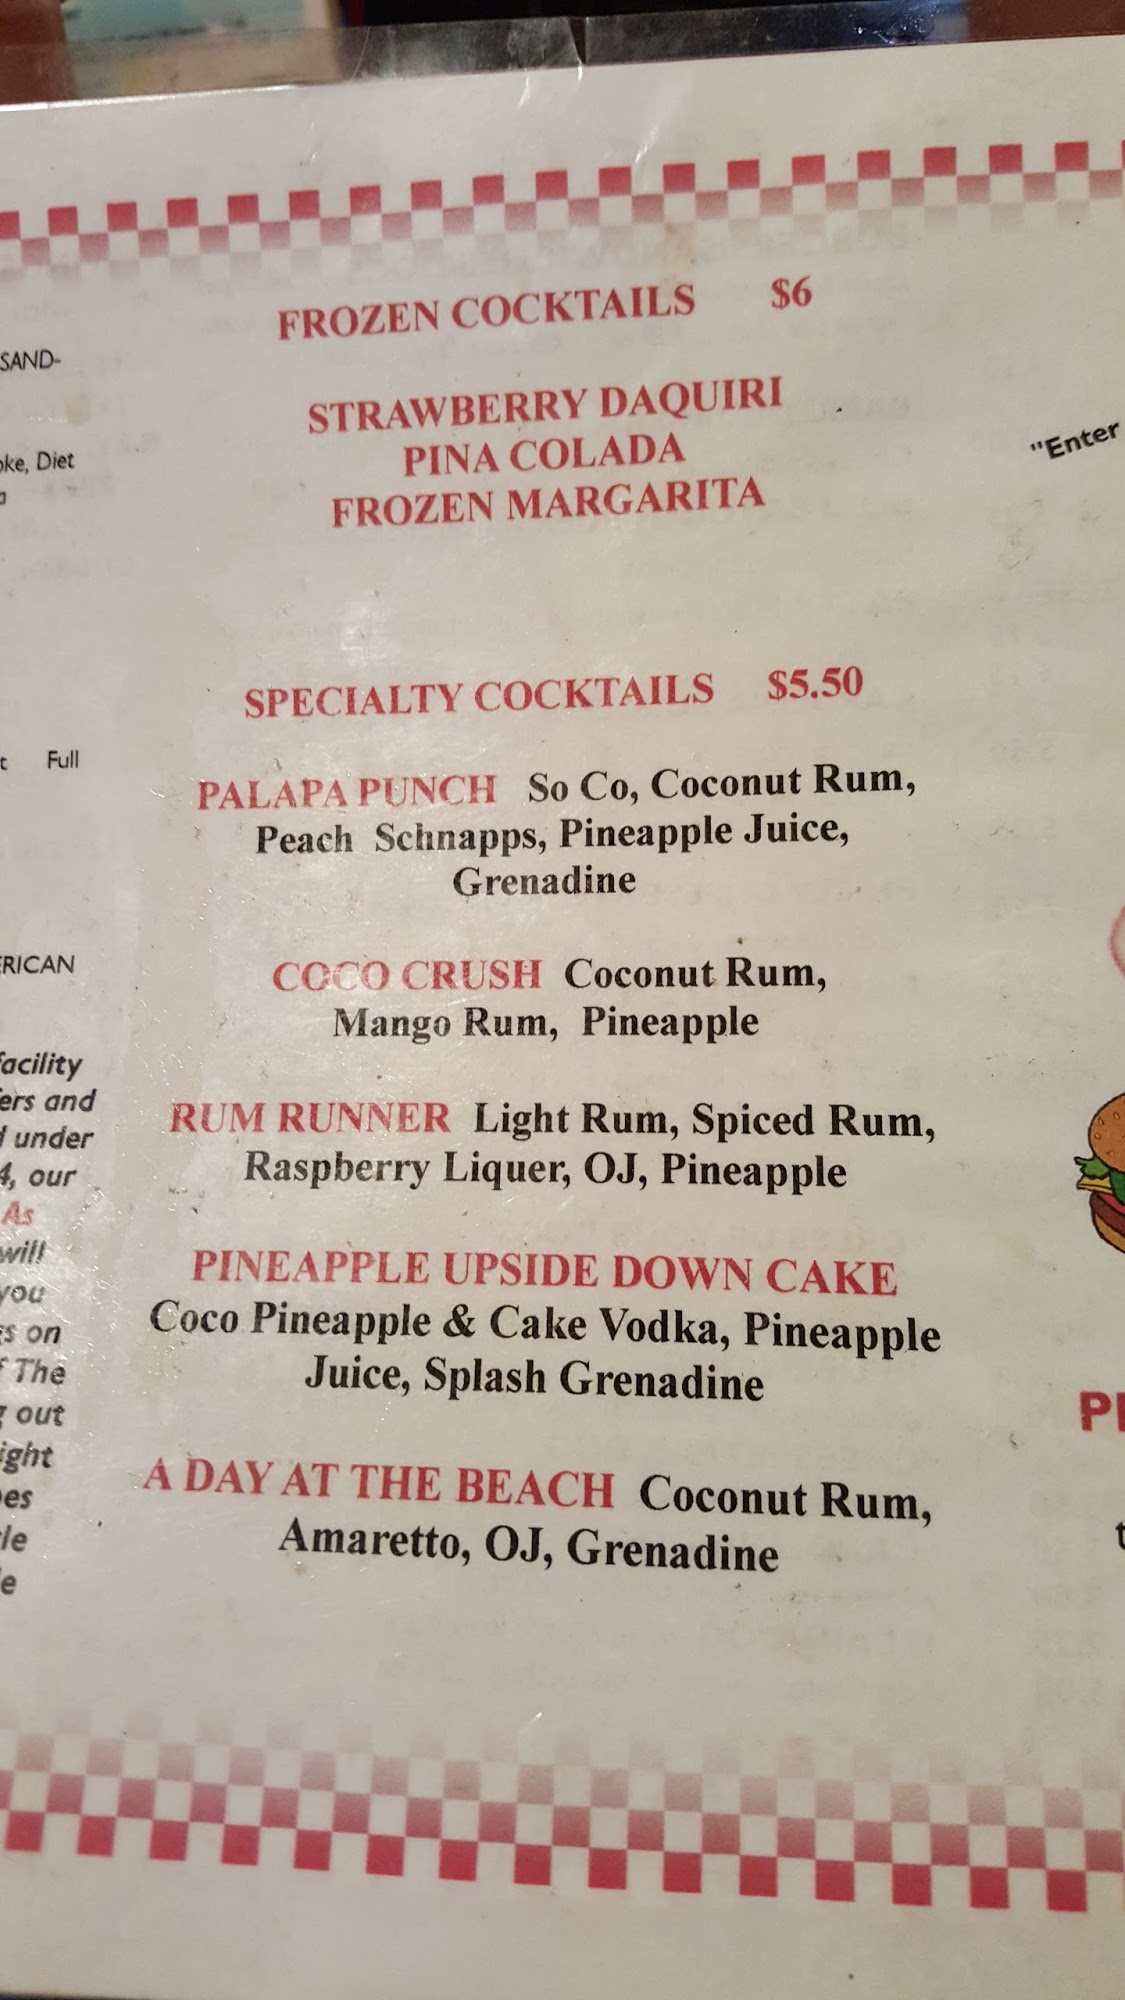 FROZEN COCKTAILS $6
STRAWBERRY DAQUIRI
PINA COLADA
FROZEN MARGARITA
SPECIALTY COCKTAILS $5.50
PALAPA PUNCH So Co, Coconut Rum,
Peach Schnapps, Pineapple Juice,
Grenadine
COCO CRUSH Coconut Rum,
Mango Rum, Pineapple
RUM RUNNER Light Rum, Spiced Rum,
Raspberry Liquer, OJ, Pineapple
PINEAPPLE UPSIDE DOWN CAKE
Coco Pineapple & Cake Vodka, Pineapple
Juice, Splash Grenadine
A DAY AT THE BEACH Coconut Rum,
Amaretto, OJ, Grenadine
SAND-
oke, Diet
t Full
ERICAN
facility
ers and
d under
4, our
As
will
you
gs on
f The
g out
ight
es
le
e
"Enter